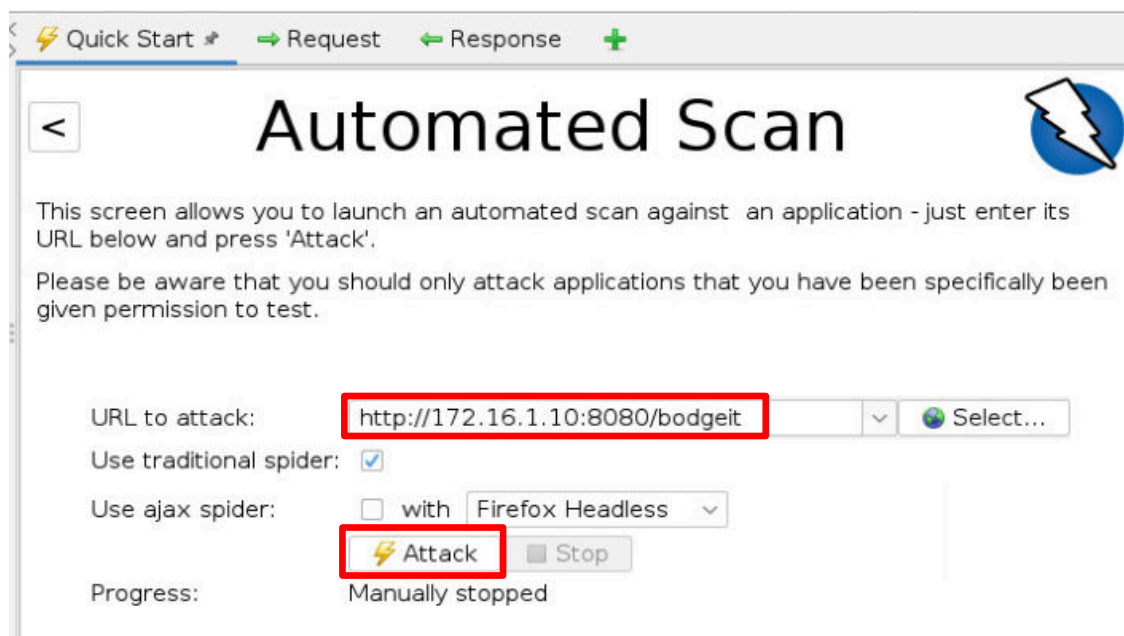 Quick Start Request Response
<
Automated Scan
This screen allows you to launch an automated scan against an application - just enter its
URL below and press 'Attack'.
Please be aware that you should only attack applications that you have been specifically been
given permission to test.
URL to attack: http://172.16.1.10:8080/bodgeit Select...
Use traditional spider:
Use ajax spider: with Firefox Headless
Attack Stop
Progress: Manually stopped